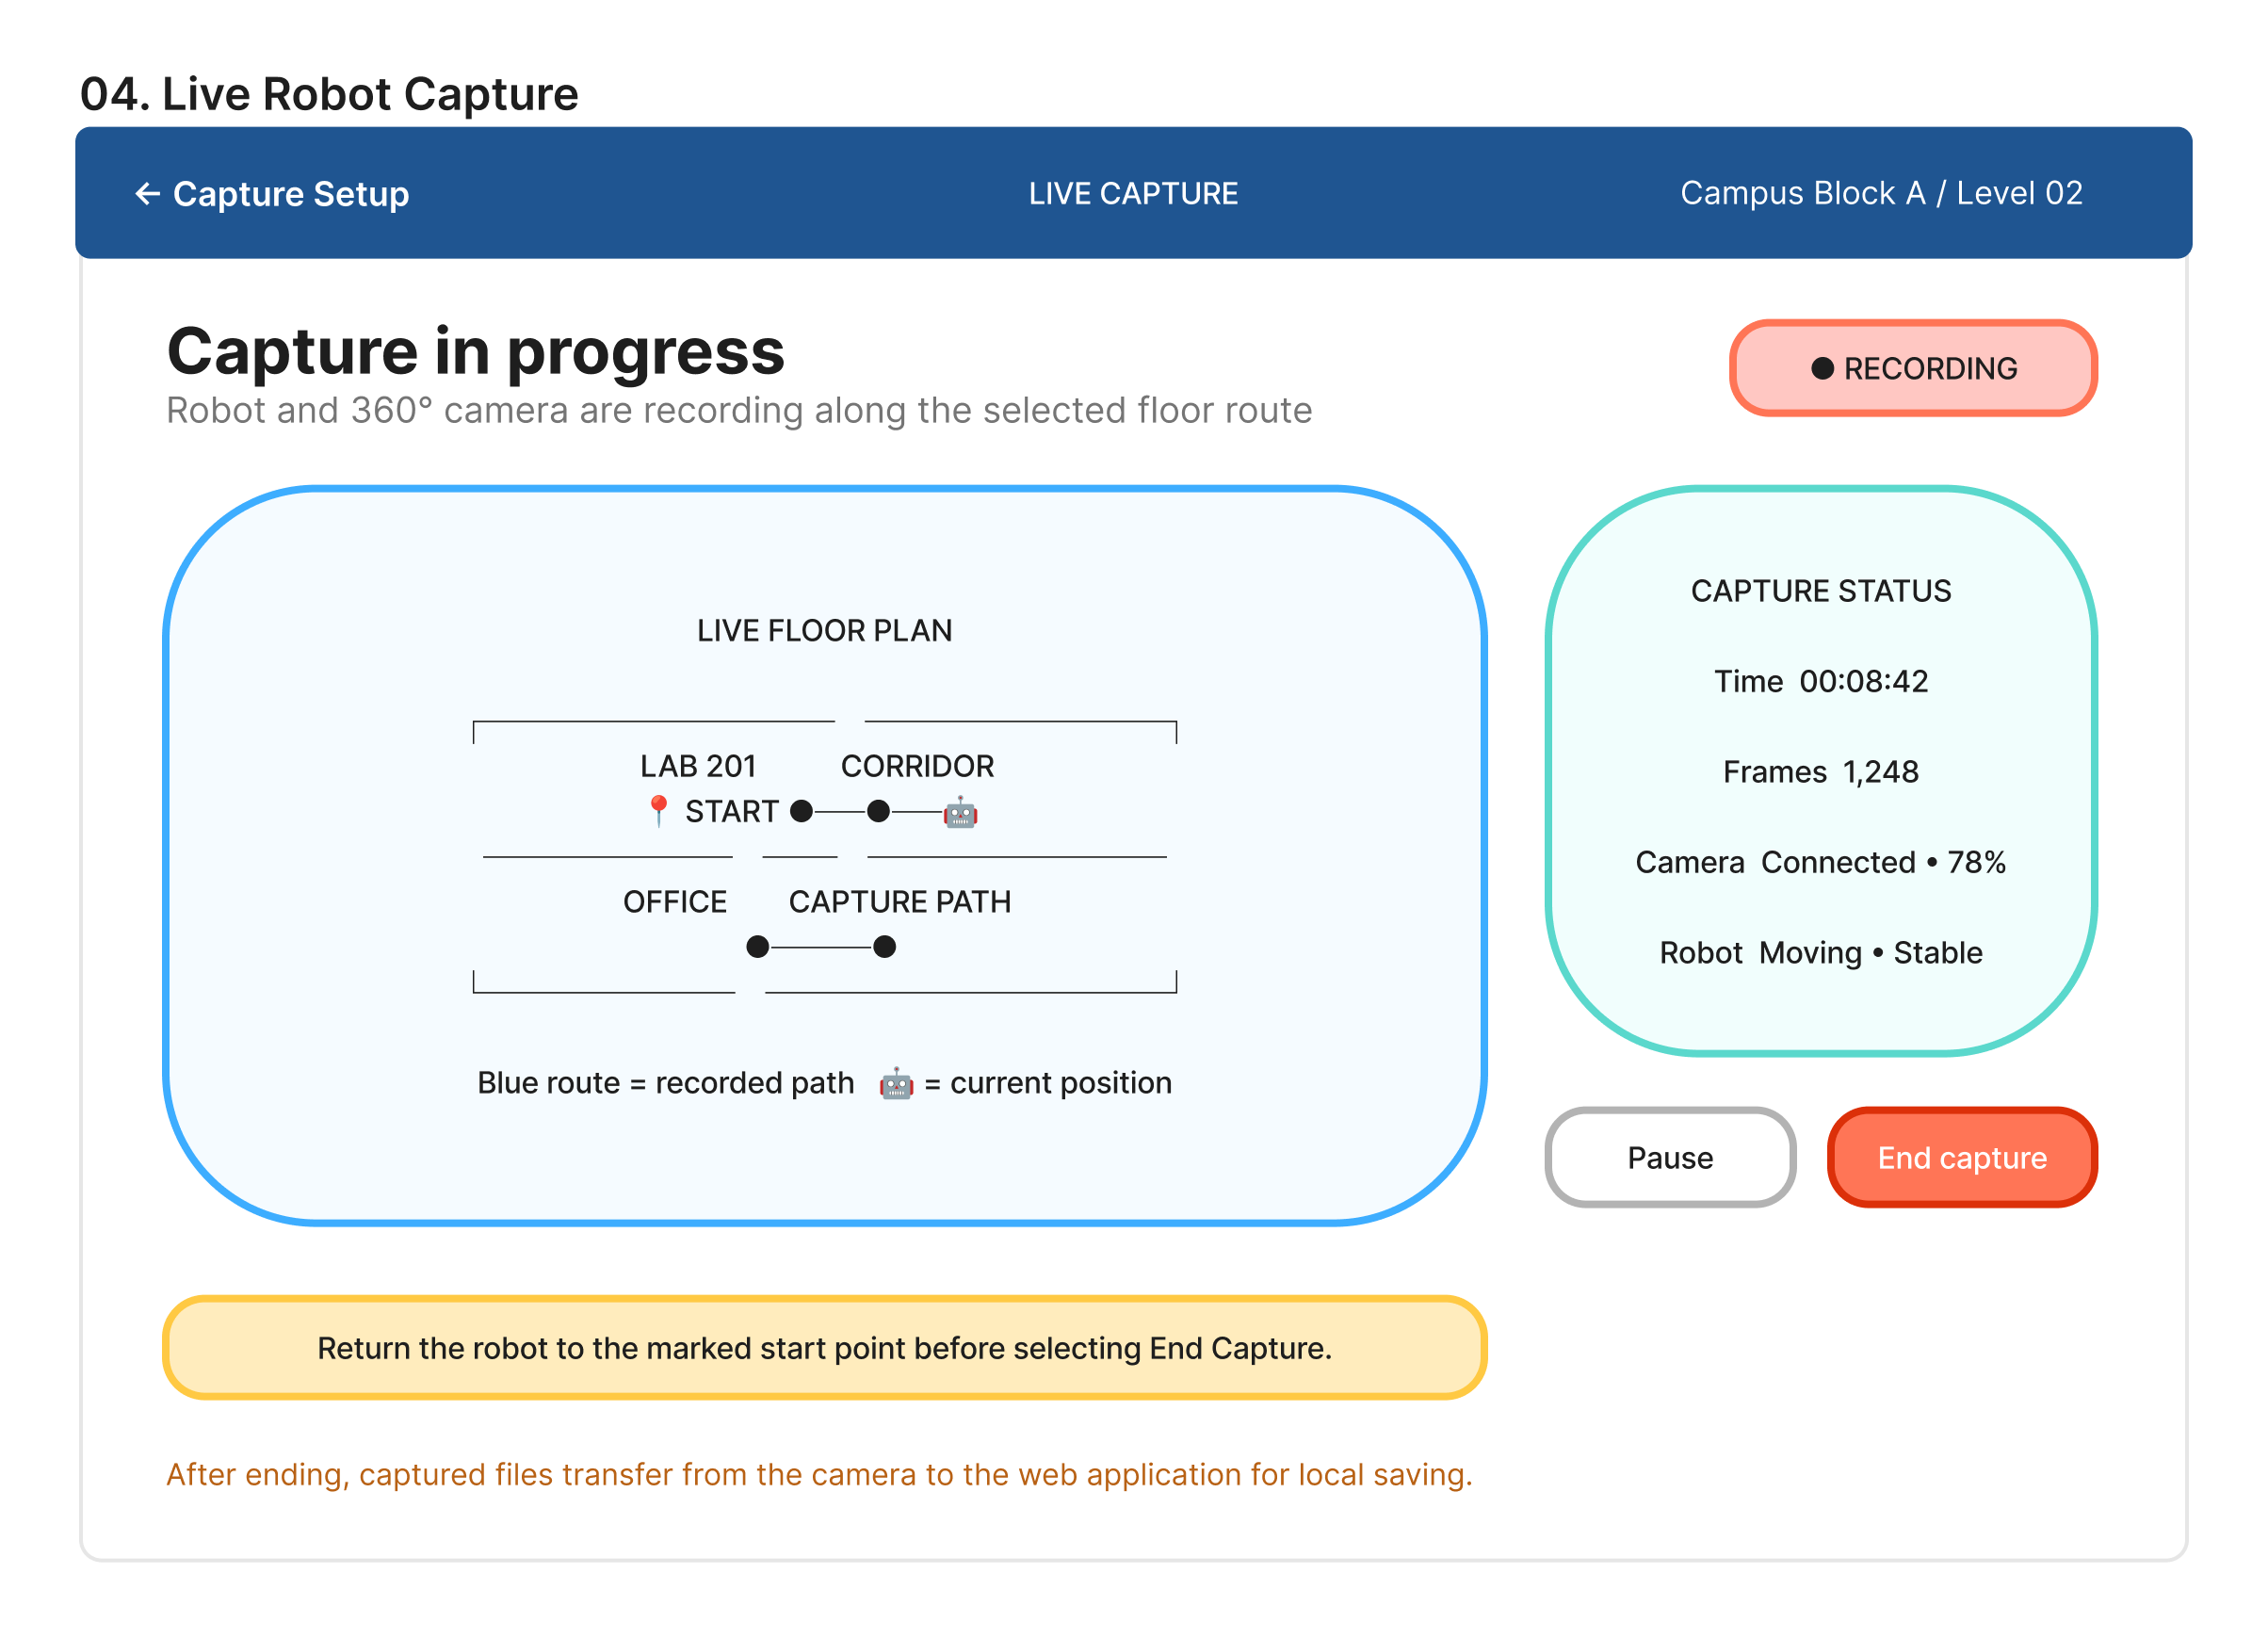 04. Live Robot Capture
← Capture Setup
LIVE CAPTURE
Campus Block A / Level 02
Capture in progress
● RECORDING
Robot and 360° camera are recording along the selected floor route
LIVE FLOOR PLAN
LAB 201 CORRIDOR
📍 START ●──●──🤖
OFFICE CAPTURE PATH
●────●
Blue route = recorded path 🤖 = current position
CAPTURE STATUS
Time 00:08:42
Frames 1,248
Camera Connected • 78%
Robot Moving • Stable
Pause
End capture
Return the robot to the marked start point before selecting End Capture.
After ending, captured files transfer from the camera to the web application for local saving.